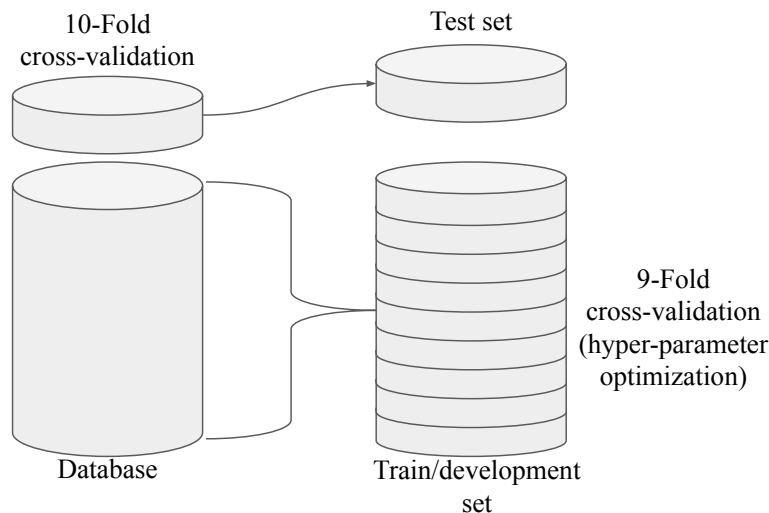 10-Fold
cross-validation
Test set
9-Fold
cross-validation
(hyper-parameter
optimization)
Database
Train/development
set